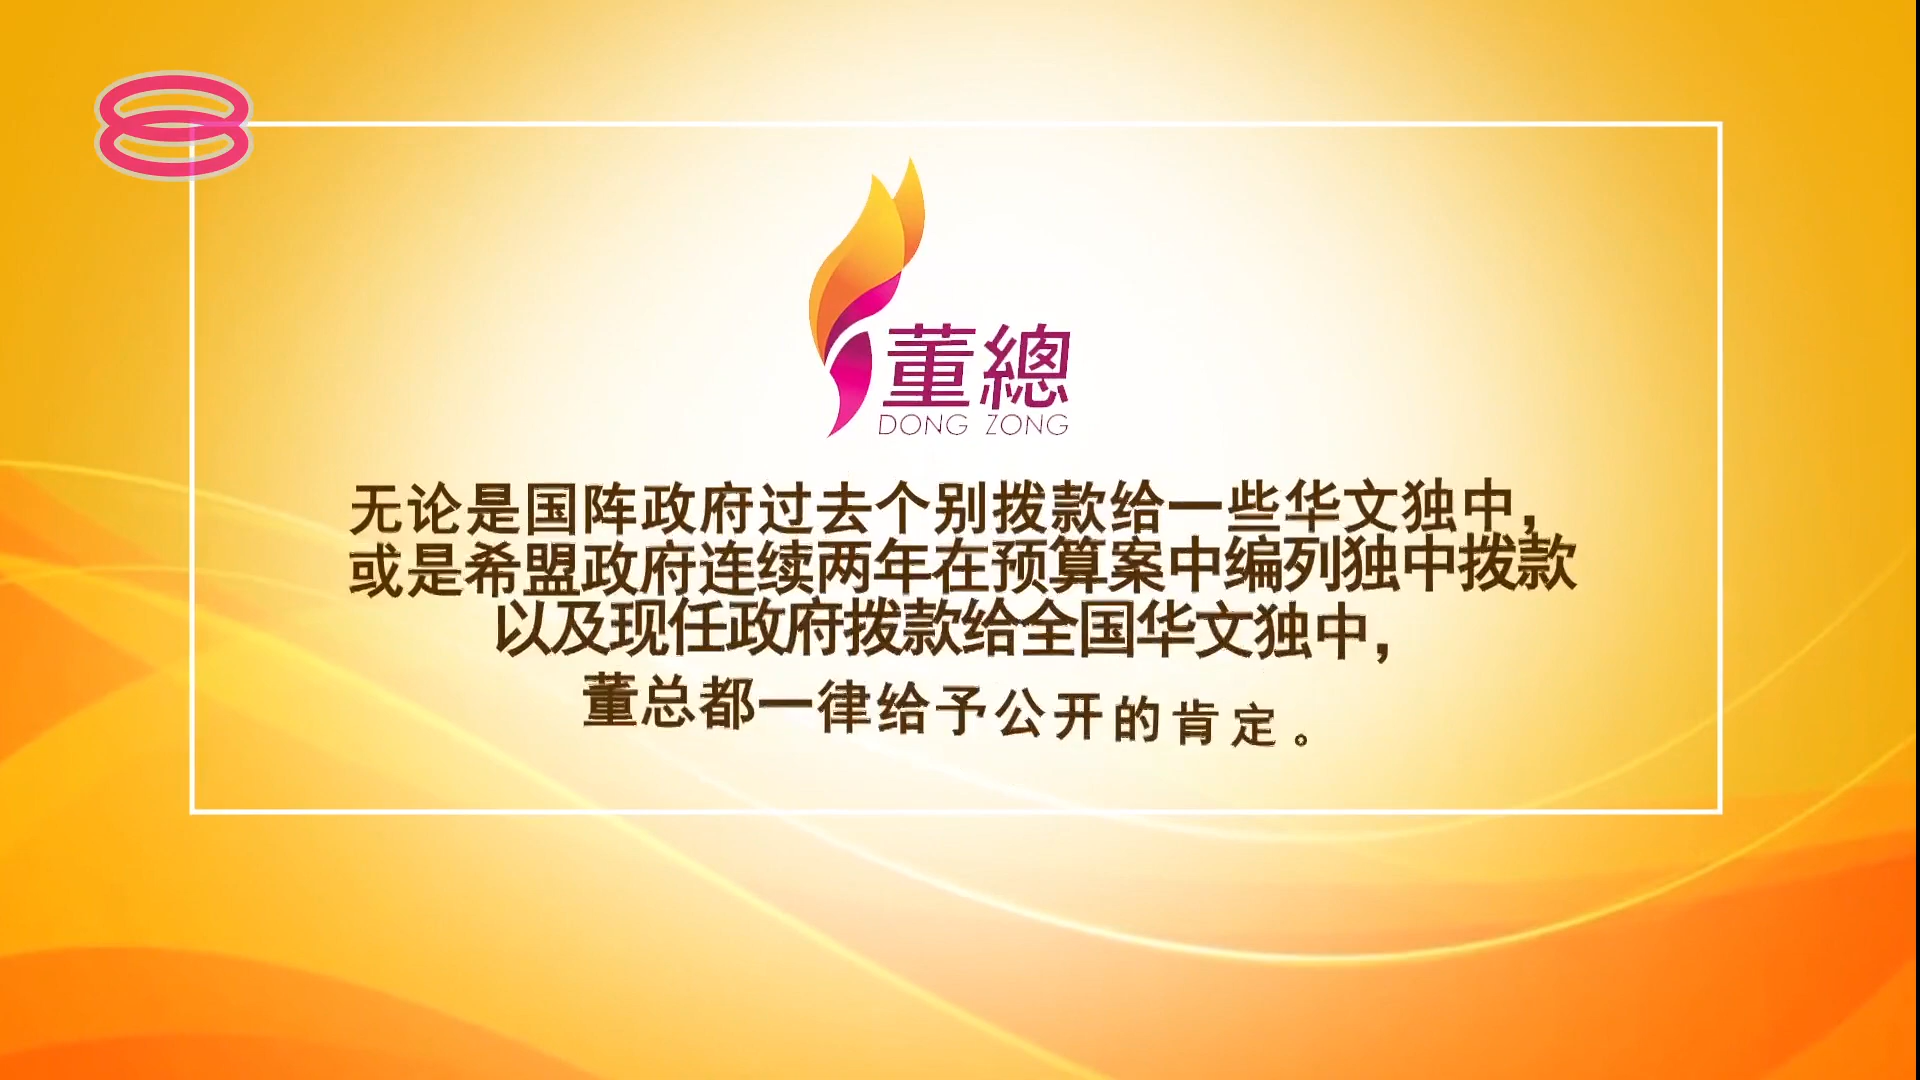 董總
DONG ZONG
无论是国阵政府过去个别拨款给一些华文独中，
或是希盟政府连续两年在预算案中编列独中拨款
以及现任政府拨款给全国华文独中，
董总都一律给予公开的肯定。